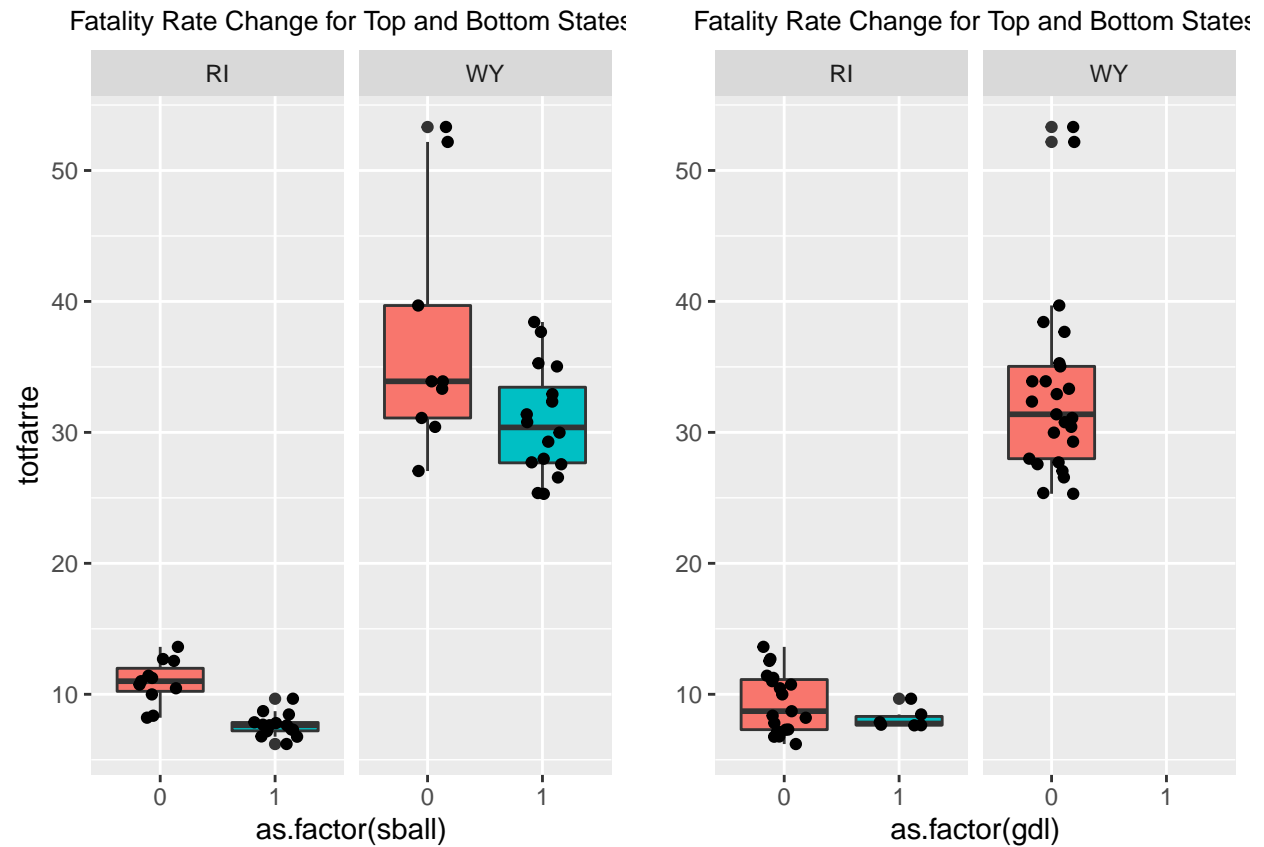 Fatality Rate Change for Top and Bottom States
RI WY
50
40
30
20
10
totfatrte
0 1 0 1
as.factor(sball)
Fatality Rate Change for Top and Bottom States
RI WY
50
40
30
20
10
0 1 0 1
as.factor(gdl)